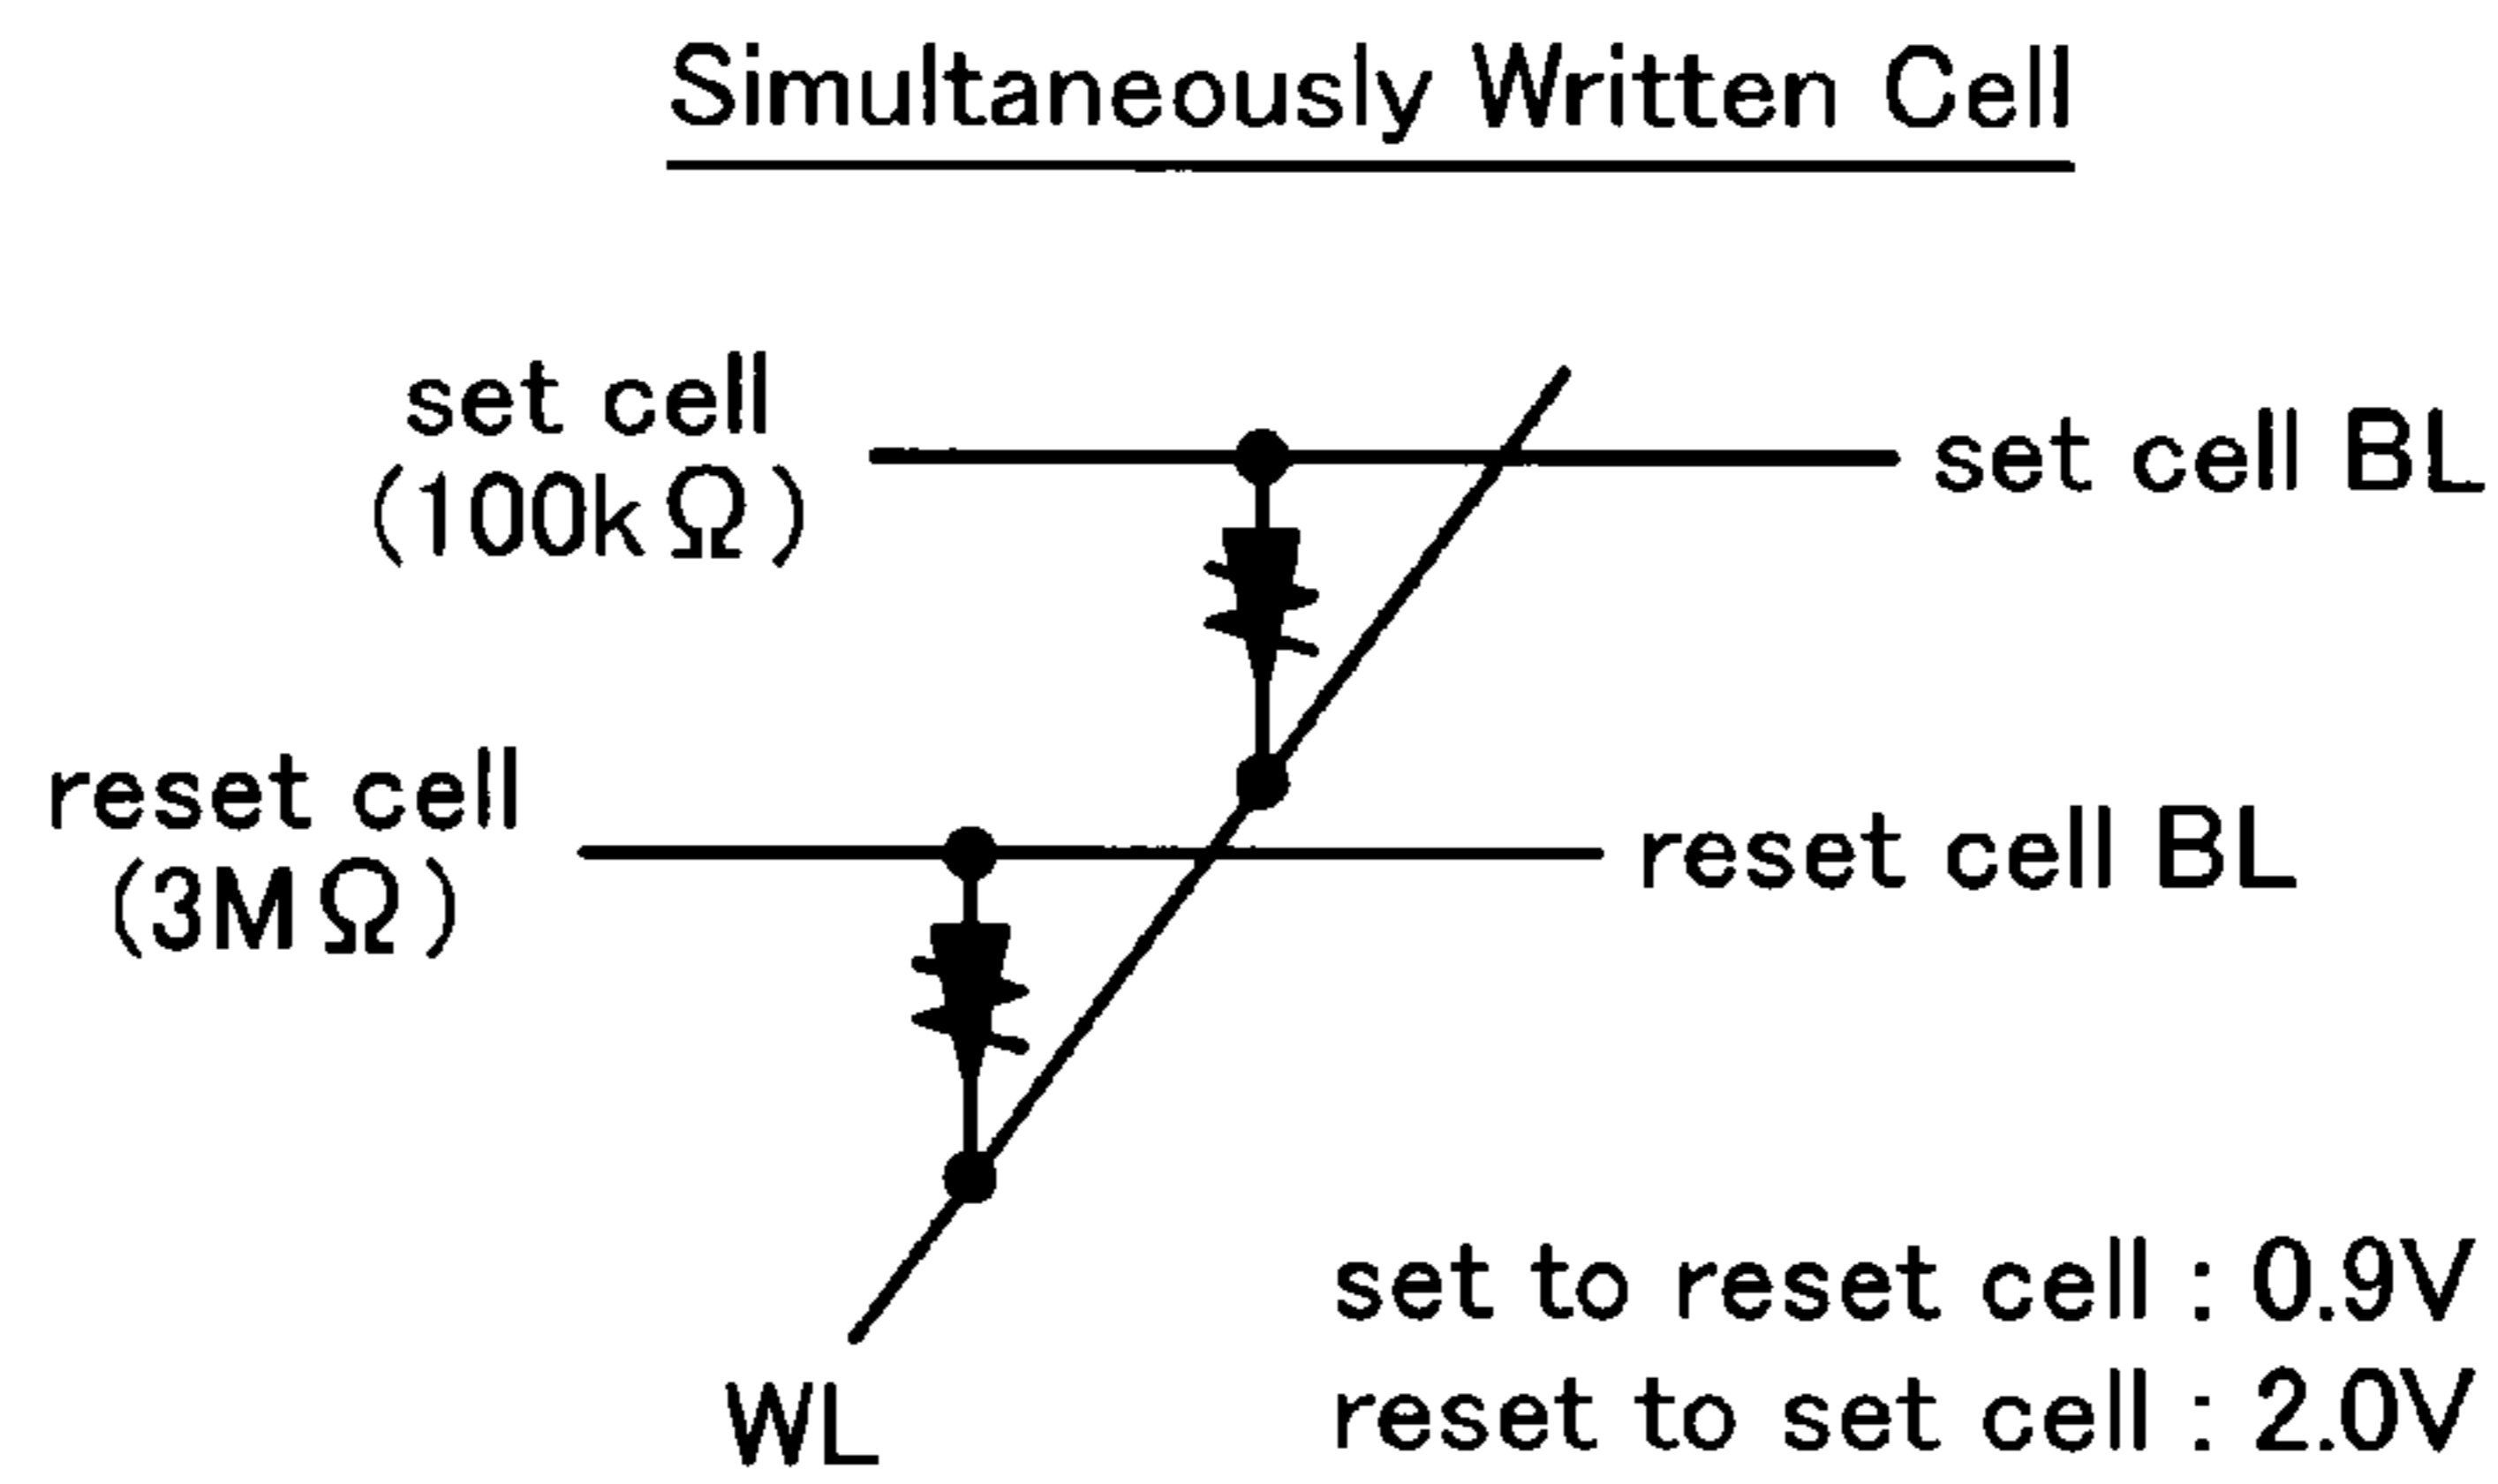 Simultaneously Written Cell
set cell
(100kΩ)
set cell BL
reset cell
(3MΩ)
reset cell BL
set to reset cell : 0.9V
reset to set cell : 2.0V
WL